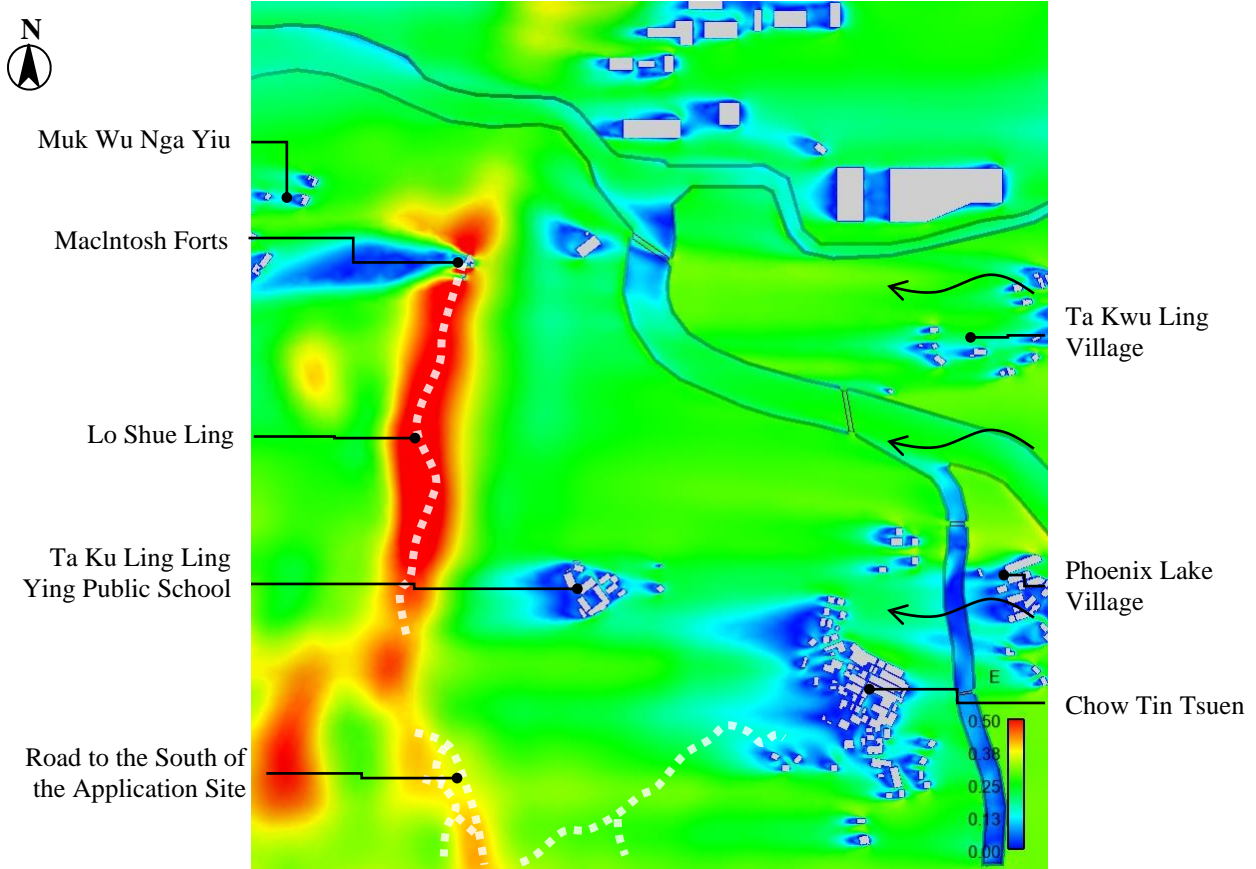 N
Muk Wu Nga Yiu
MacIntosh Forts
Lo Shue Ling
Ta Ku Ling Ling
Ying Public School
Road to the South of
the Application Site
Ta Kwu Ling
Village
Phoenix Lake
Village
Chow Tin Tsuen
E
0.50
0.38
0.25
0.13
0.00